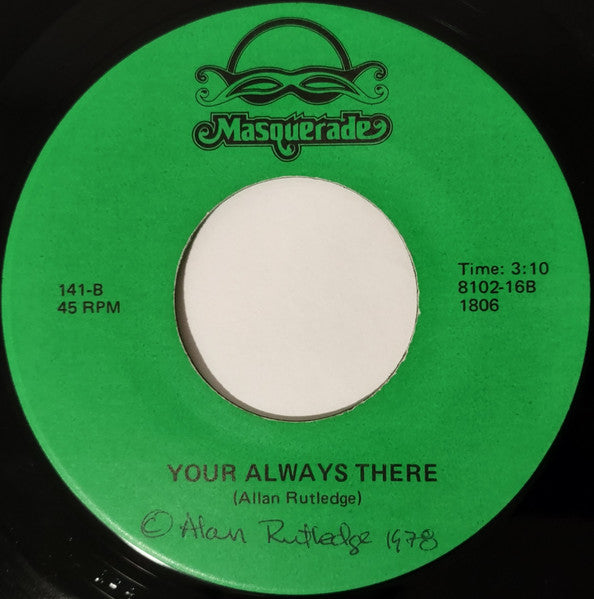 Masquerade
141-B
45 RPM
Time: 3:10
8102-16B
1806
YOUR ALWAYS THERE
(Allan Rutledge)
© Alan Rutledge 1978